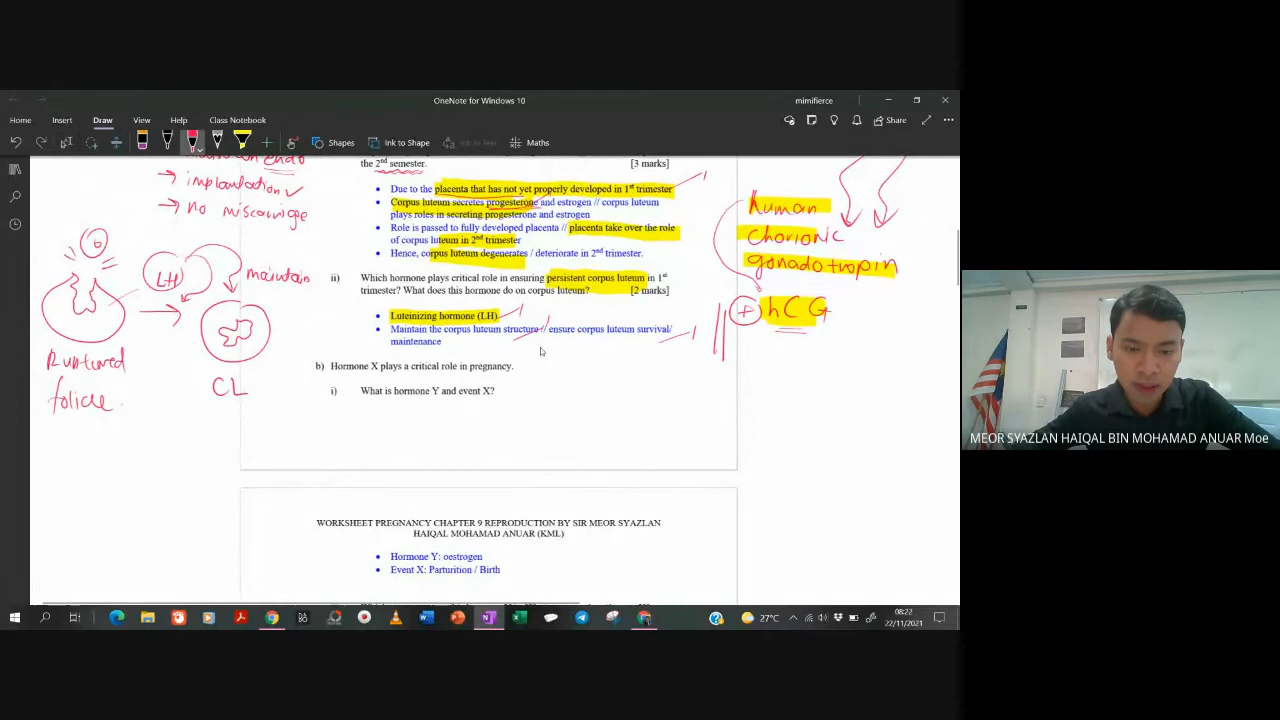 OneNote for Windows 10
mimifierce
Home
Insert
Draw
View
Help
Class Notebook
Shapes
Ink to Shape
Ink to Text
Maths
Share
the 2nd semester.
[3 marks]
• Due to the placenta that has not yet properly developed in 1st trimester
• Corpus luteum secretes progesterone and estrogen // corpus luteum
plays roles in secreting progesterone and estrogen
• Role is passed to fully developed placenta // placenta take over the role
of corpus luteum in 2nd trimester
• Hence, corpus luteum degenerates / deteriorate in 2nd trimester.
ii) Which hormone plays critical role in ensuring persistent corpus luteum in 1st
trimester? What does this hormone do on corpus luteum? [2 marks]
• Luteinizing hormone (LH)
• Maintain the corpus luteum structure // ensure corpus luteum survival/
maintenance
b) Hormone X plays a critical role in pregnancy.
i) What is hormone Y and event X?
WORKSHEET PREGNANCY CHAPTER 9 REPRODUCTION BY SIR MEOR SYAZLAN
HAIQAL MOHAMAD ANUAR (KML)
• Hormone Y: oestrogen
• Event X: Parturition / Birth
endo
→ implantation ✓
→ no miscarriage
LH
maintain
Ruptured
folicle
CL
human
chorionic
gonadotropin
+ hCG
MEOR SYAZLAN HAIQAL BIN MOHAMAD ANUAR Moe
27°C
08:22
22/11/2021